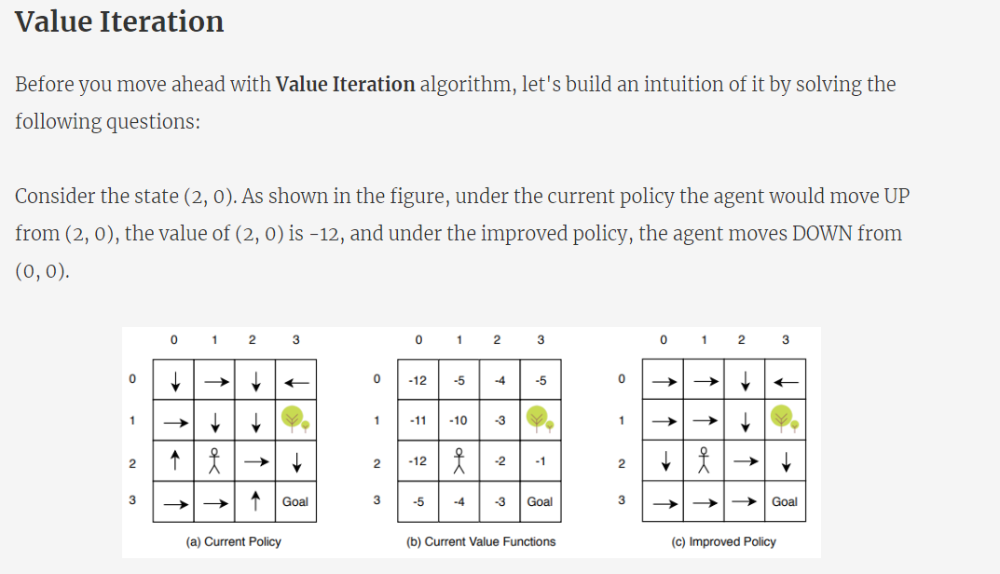 Value Iteration
Before you move ahead with Value Iteration algorithm, let's build an intuition of it by solving the
following questions:
Consider the state (2, 0). As shown in the figure, under the current policy the agent would move UP
from (2, 0), the value of (2, 0) is -12, and under the improved policy, the agent moves DOWN from
(0, 0).
0 1 2 3
0 ↓ → ↓ ←
1 → ↓ ↓
2 ↑ → ↓
3 → → ↑ Goal
(a) Current Policy
0 1 2 3
0 -12 -5 -4 -5
1 -11 -10 -3
2 -12 -2 -1
3 -5 -4 -3 Goal
(b) Current Value Functions
0 1 2 3
0 → → ↓ ←
1 → → ↓
2 ↓ → ↓
3 → → → Goal
(c) Improved Policy